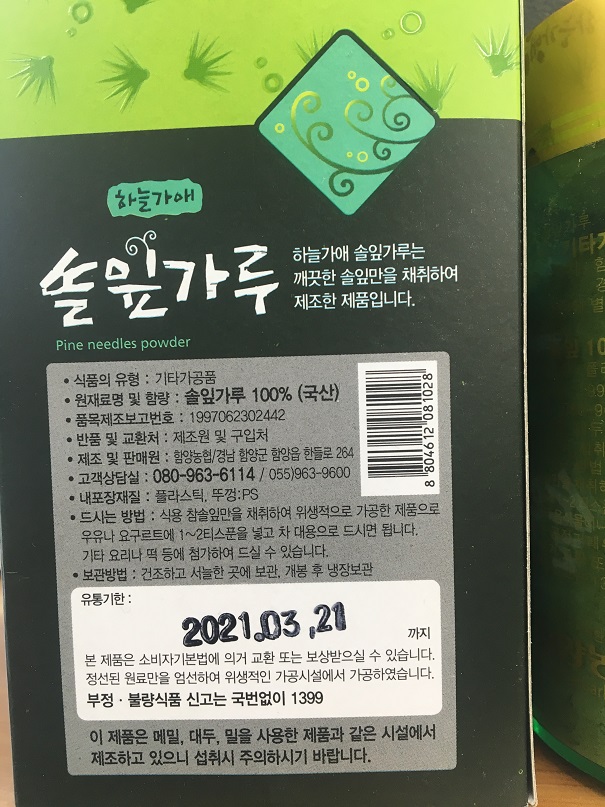 하늘가애
솔잎가루
Pine needles powder
하늘가애 솔잎가루는
깨끗한 솔잎만을 채취하여
제조한 제품입니다.
• 식품의 유형 : 기타가공품
• 원재료명 및 함량 : 솔잎가루 100% (국산)
• 품목제조보고번호 : 1997062302442
• 반품 및 교환처 : 제조원 및 구입처
• 제조 및 판매원 : 함양농협/경남 함양군 함양읍 한들로 264
• 고객상담실 : 080-963-6114 / 055)963-9600
• 내포장재질 : 플라스틱, 뚜껑:PS
• 드시는 방법 : 식용 참솔잎만을 채취하여 위생적으로 가공한 제품으로
우유나 요구르트에 1~2티스푼을 넣고 차 대용으로 드시면 됩니다.
기타 요리나 떡 등에 첨가하여 드실 수 있습니다.
• 보관방법 : 건조하고 서늘한 곳에 보관, 개봉 후 냉장보관
8 804612 081028
유통기한 :
2021.03,21
까지
본 제품은 소비자기본법에 의거 교환 또는 보상받으실 수 있습니다.
정선된 원료만을 엄선하여 위생적인 가공시설에서 가공하였습니다.
부정·불량식품 신고는 국번없이 1399
이 제품은 메밀, 대두, 밀을 사용한 제품과 같은 시설에서
제조하고 있으니 섭취시 주의하시기 바랍니다.